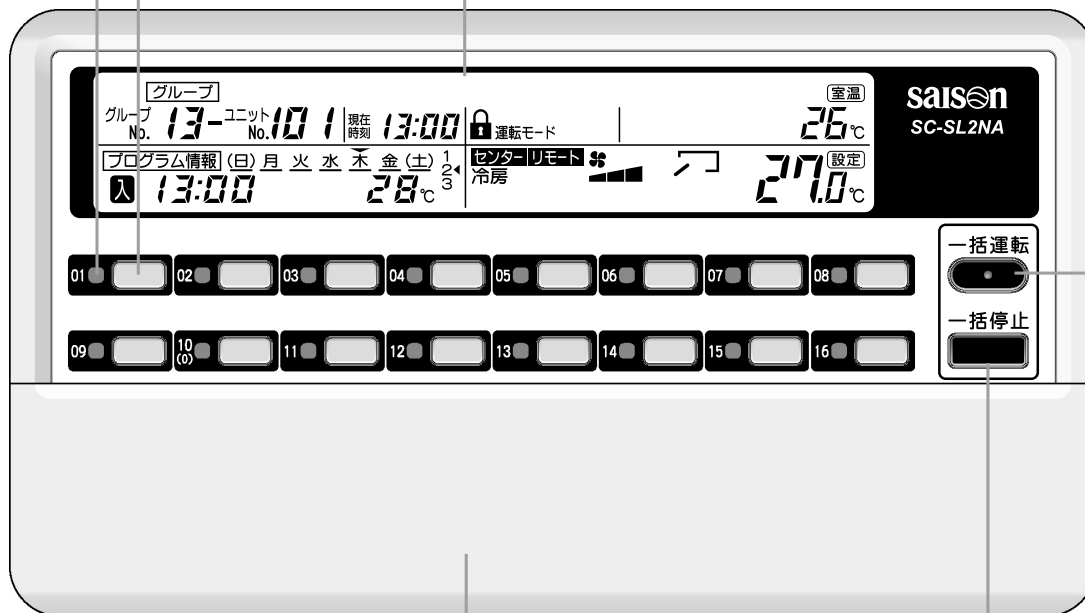 グループ
グループNo. 13-ユニットNo.101 現在時刻 13:00 運転モード 室温 26℃
プログラム情報 (日) 月 火 水 木 金 (土) 1 2 3
入 13:00 28℃
センター リモート
冷房 設定 27.0℃
saison
SC-SL2NA
一括運転
01 02 03 04 05 06 07 08
一括停止
09 10(0) 11 12 13 14 15 16